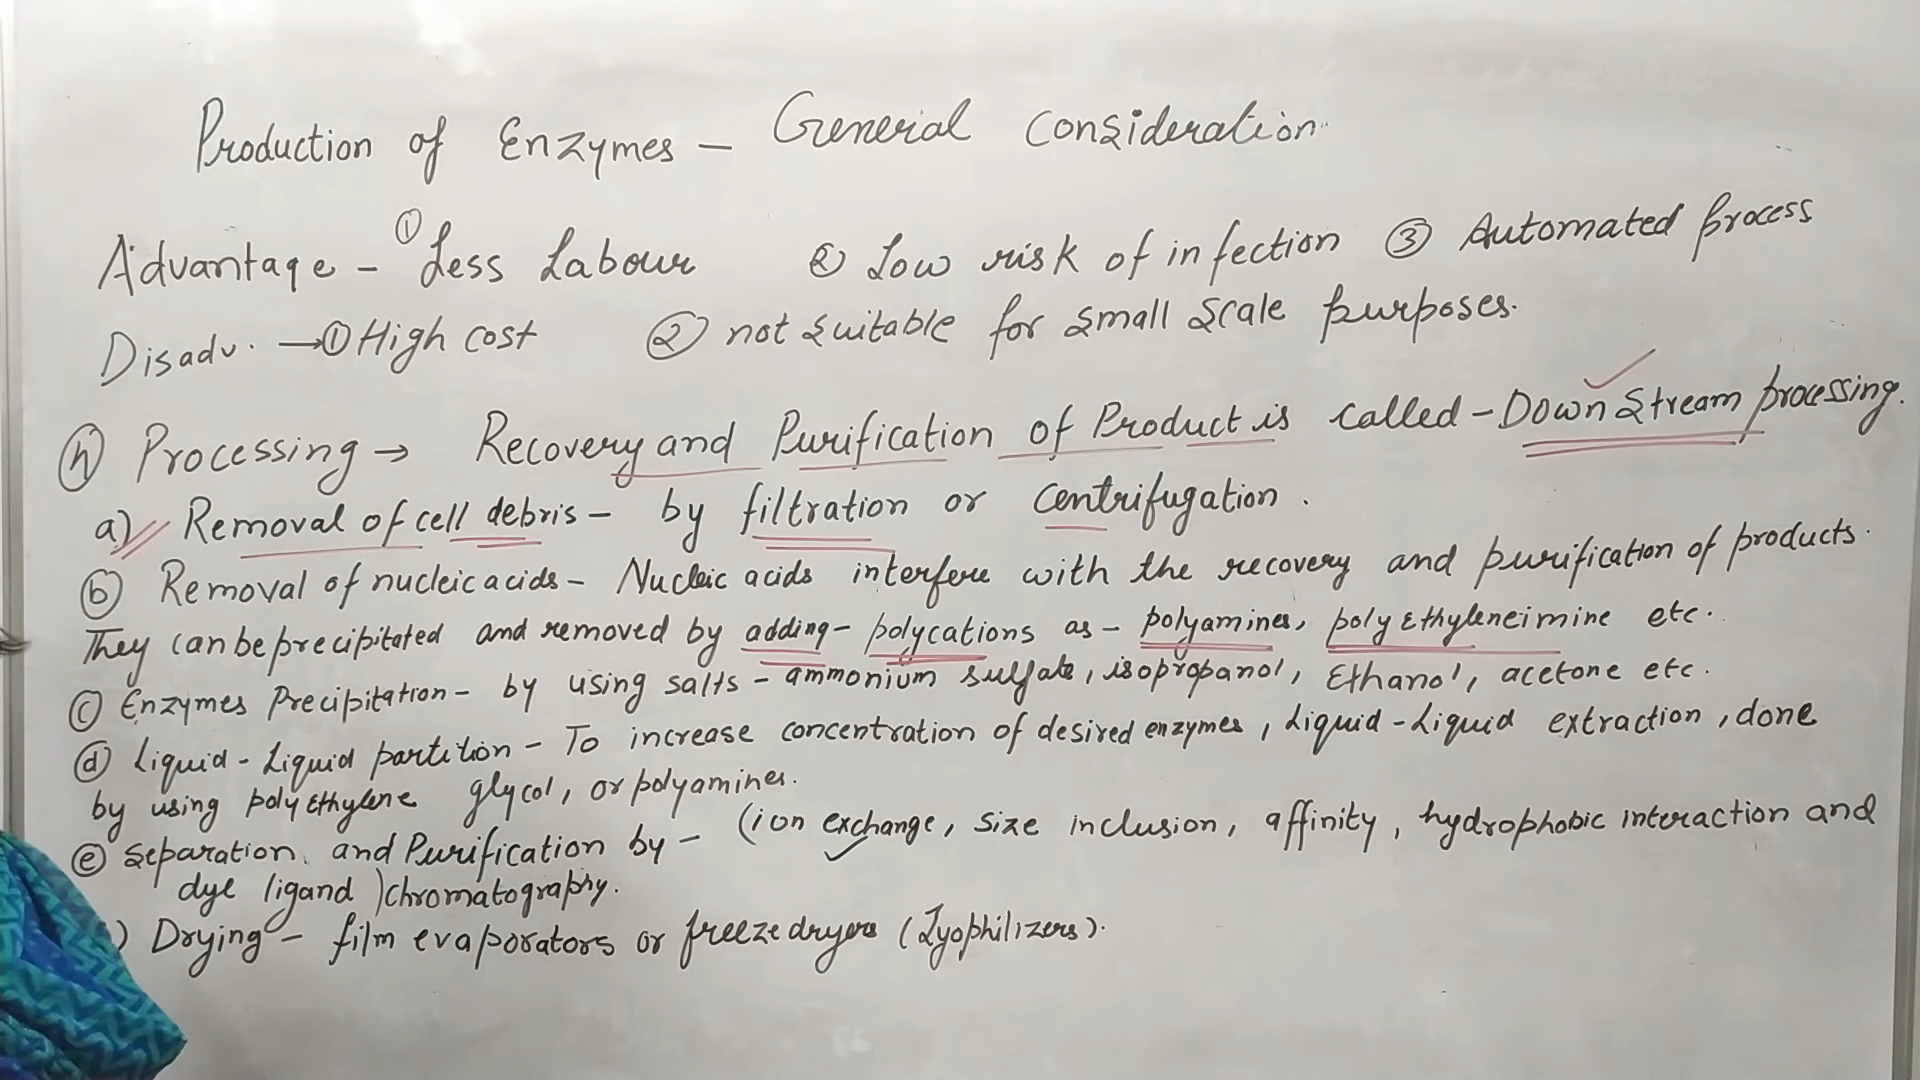 Production of Enzymes – General Consideration
Advantage – ① Less Labour ② Low risk of infection ③ Automated process
Disadv. → ① High cost ② not suitable for small scale purposes.
ⓗ Processing → Recovery and Purification of Product is called – Down Stream processing.
a) Removal of cell debris – by filtration or centrifugation.
ⓑ Removal of nucleic acids – Nucleic acids interfere with the recovery and purification of products.
They can be precipitated and removed by adding – polycations as – polyamines, polyethyleneimine etc.
ⓒ Enzymes Precipitation – by using salts – ammonium sulfate, isopropanol, Ethanol, acetone etc.
ⓓ Liquid-Liquid partition – To increase concentration of desired enzymes, Liquid-Liquid extraction, done
by using polyethylene glycol, or polyamines.
ⓔ Separation and Purification by – (ion exchange, size inclusion, affinity, hydrophobic interaction and
dye ligand) chromatography.
) Drying – film evaporators or freeze dryers (Lyophilizers).